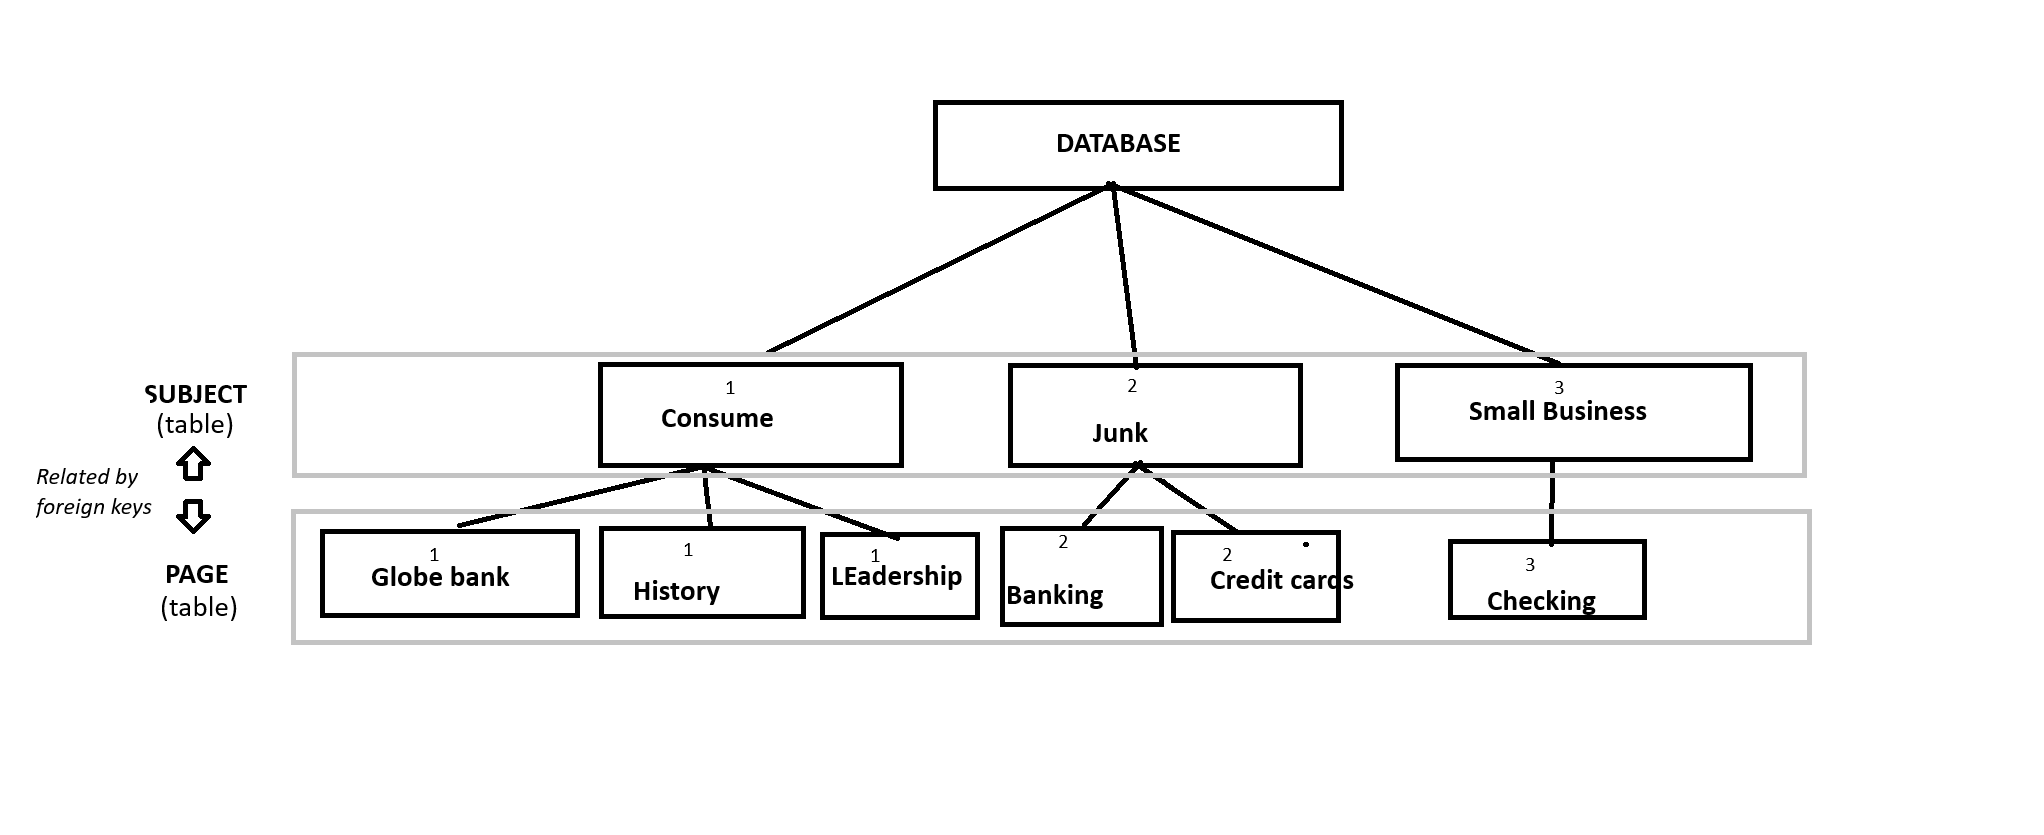 DATABASE
SUBJECT
(table)
1
Consume
2
Junk
3
Small Business
Related by
foreign keys
PAGE
(table)
1
Globe bank
1
History
1
LEadership
2
Banking
2
Credit cards
3
Checking